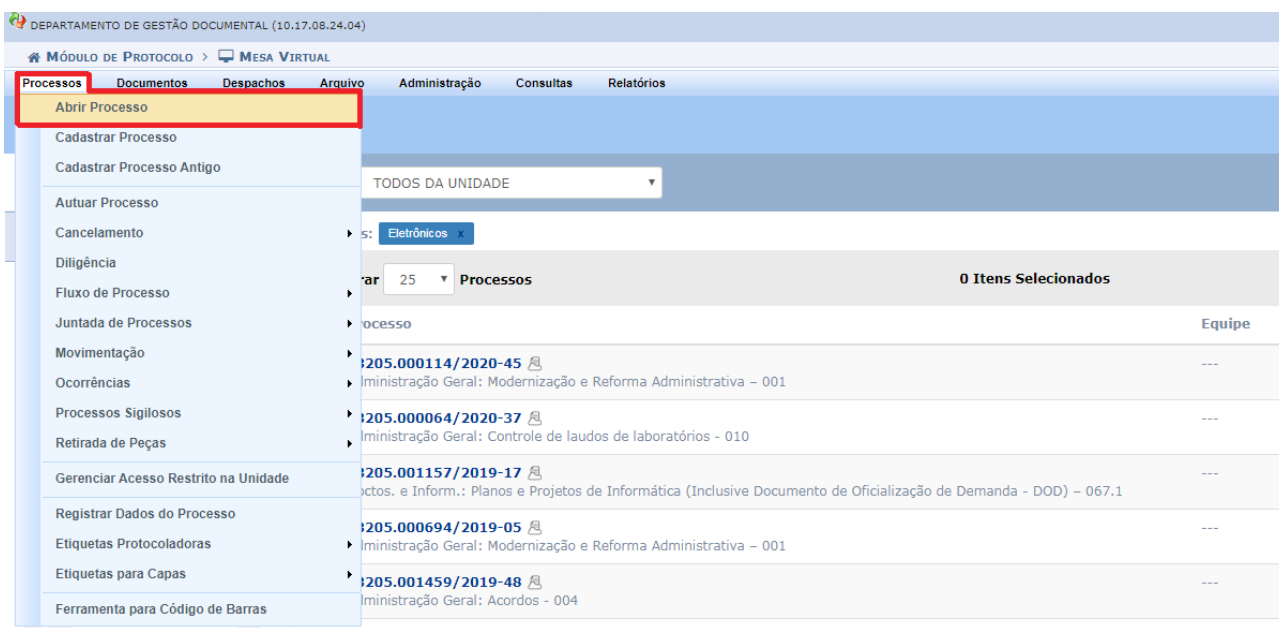 DEPARTAMENTO DE GESTÃO DOCUMENTAL (10.17.08.24.04)
MÓDULO DE PROTOCOLO > MESA VIRTUAL
Processos Documentos Despachos Arquivo Administração Consultas Relatórios
Abrir Processo
Cadastrar Processo
Cadastrar Processo Antigo
Autuar Processo
Cancelamento
Diligência
Fluxo de Processo
Juntada de Processos
Movimentação
Ocorrências
Processos Sigilosos
Retirada de Peças
Gerenciar Acesso Restrito na Unidade
Registrar Dados do Processo
Etiquetas Protocoladoras
Etiquetas para Capas
Ferramenta para Código de Barras
TODOS DA UNIDADE
s: Eletrônicos x
rar 25 Processos 0 Itens Selecionados
rocesso Equipe
3205.000114/2020-45 ---
dministração Geral: Modernização e Reforma Administrativa – 001
3205.000064/2020-37 ---
dministração Geral: Controle de laudos de laboratórios - 010
3205.001157/2019-17 ---
octos. e Inform.: Planos e Projetos de Informática (Inclusive Documento de Oficialização de Demanda - DOD) – 067.1
3205.000694/2019-05 ---
dministração Geral: Modernização e Reforma Administrativa – 001
3205.001459/2019-48 ---
dministração Geral: Acordos - 004